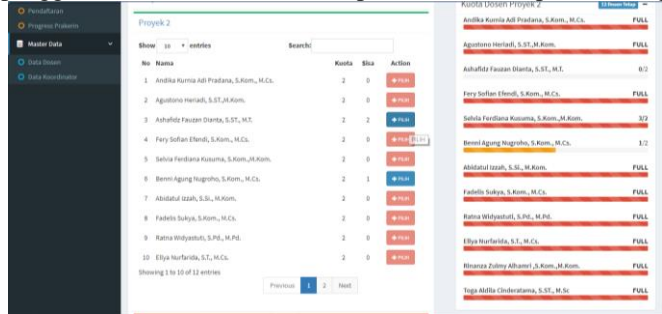 Pendaftaran
Progress Prakerin
Master Data
Data Dosen
Data Koordinator
Proyek 2
Show 10 entries Search:
No Nama Kuota Sisa Action
1 Andika Kurnia Adi Pradana, S.Kom., M.Cs. 2 0 PILIH
2 Agustono Heriadi, S.ST.,M.Kom. 2 0 PILIH
3 Ashafidz Fauzan Dianta, S.ST., M.T. 2 2 PILIH
4 Fery Sofian Efendi, S.Kom., M.Cs. 2 0 PILIH
5 Selvia Ferdiana Kusuma, S.Kom.,M.Kom. 2 0 PILIH
6 Benni Agung Nugroho, S.Kom., M.Cs. 2 1 PILIH
7 Abidatul Izzah, S.Si., M.Kom. 2 0 PILIH
8 Fadelis Sukya, S.Kom., M.Cs. 2 0 PILIH
9 Ratna Widyastuti, S.Pd., M.Pd. 2 0 PILIH
10 Ellya Nurfarida, S.T., M.Cs. 2 0 PILIH
Showing 1 to 10 of 12 entries
Previous 1 2 Next
Kuota Dosen Proyek 2 12 Dosen Tetap
Andika Kurnia Adi Pradana, S.Kom., M.Cs. FULL
Agustono Heriadi, S.ST.,M.Kom. FULL
Ashafidz Fauzan Dianta, S.ST., M.T. 0/2
Fery Sofian Efendi, S.Kom., M.Cs. FULL
Selvia Ferdiana Kusuma, S.Kom.,M.Kom. 3/2
Benni Agung Nugroho, S.Kom., M.Cs. 1/2
Abidatul Izzah, S.Si., M.Kom. FULL
Fadelis Sukya, S.Kom., M.Cs. FULL
Ratna Widyastuti, S.Pd., M.Pd. FULL
Ellya Nurfarida, S.T., M.Cs. FULL
Rinanza Zulmy Alhamri ,S.Kom.,M.Kom. FULL
Toga Aldila Cinderatama, S.ST., M.Sc FULL